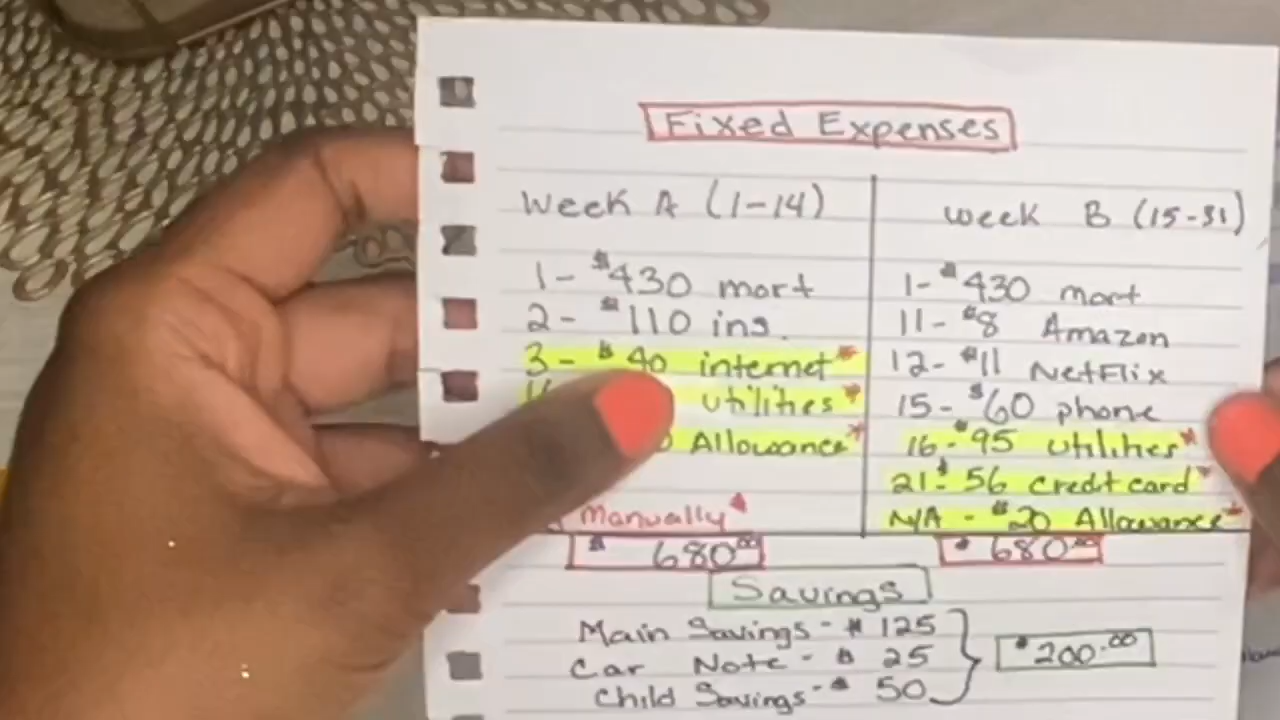 Fixed Expenses
Week A (1-14)
1- $430 mort
2- $110 ins.
3- $40 internet*
utilities*
Allowance*
Manually*
$680.00
week B (15-31)
1- $430 mort
11- $8 Amazon
12- $11 NetFlix
15- $60 phone
16- $95 utilities*
21- $56 credit card*
N/A - $20 Allowance*
$680.00
Savings
Main Savings - $125
Car Note - $25
Child Savings - $50
$200.00